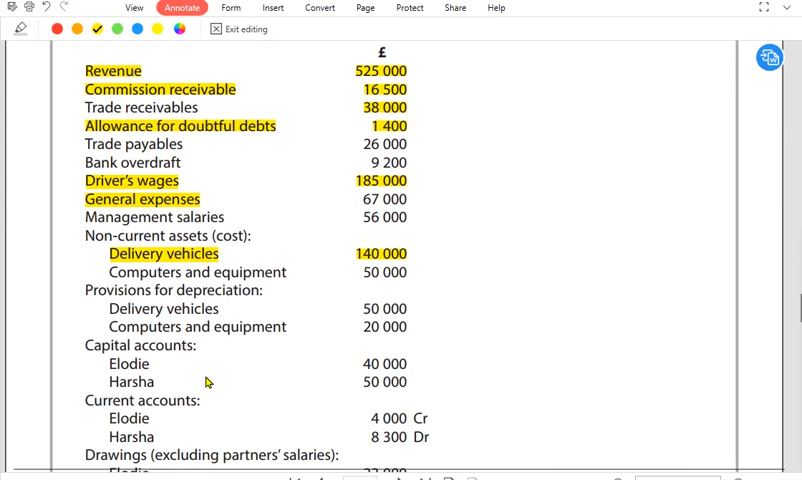 View Annotate Form Insert Convert Page Protect Share Help
Exit editing
£
Revenue 525 000
Commission receivable 16 500
Trade receivables 38 000
Allowance for doubtful debts 1 400
Trade payables 26 000
Bank overdraft 9 200
Driver's wages 185 000
General expenses 67 000
Management salaries 56 000
Non-current assets (cost):
Delivery vehicles 140 000
Computers and equipment 50 000
Provisions for depreciation:
Delivery vehicles 50 000
Computers and equipment 20 000
Capital accounts:
Elodie 40 000
Harsha 50 000
Current accounts:
Elodie 4 000 Cr
Harsha 8 300 Dr
Drawings (excluding partners' salaries):